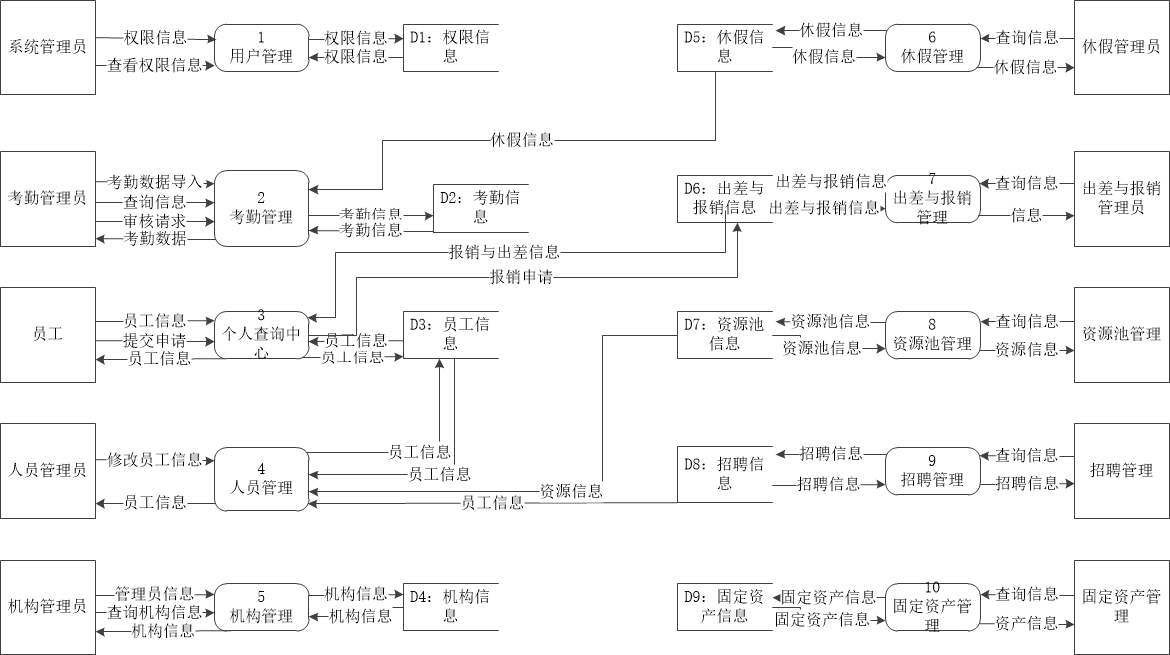 系统管理员
权限信息
查看权限信息
1
用户管理
权限信息
权限信息
D1：权限信
息
D5：休假信
息
休假信息
休假信息
6
休假管理
查询信息
休假信息
休假管理员
休假信息
考勤管理员
考勤数据导入
查询信息
审核请求
考勤数据
2
考勤管理
考勤信息
考勤信息
D2：考勤信
息
D6：出差与
报销信息
出差与报销信息
出差与报销信息
7
出差与报销
管理
查询信息
信息
出差与报销
管理员
报销与出差信息
报销申请
员工
员工信息
提交申请
员工信息
3
个人查询中
心
员工信息
员工信息
D3：员工信
息
D7：资源池
信息
资源池信息
资源池信息
8
资源池管理
查询信息
资源信息
资源池管理
人员管理员
修改员工信息
员工信息
4
人员管理
员工信息
员工信息
资源信息
员工信息
D8：招聘信
息
招聘信息
招聘信息
9
招聘管理
查询信息
招聘信息
招聘管理
机构管理员
管理员信息
查询机构信息
机构信息
5
机构管理
机构信息
机构信息
D4：机构信
息
D9：固定资
产信息
固定资产信息
固定资产信息
10
固定资产管
理
查询信息
资产信息
固定资产管
理